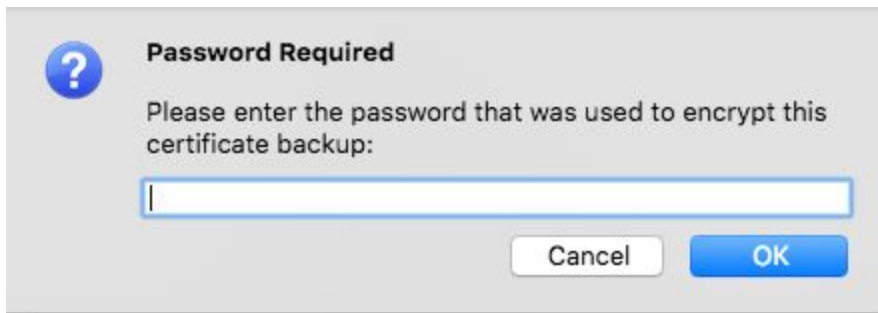 Password Required
Please enter the password that was used to encrypt this
certificate backup:
Cancel OK